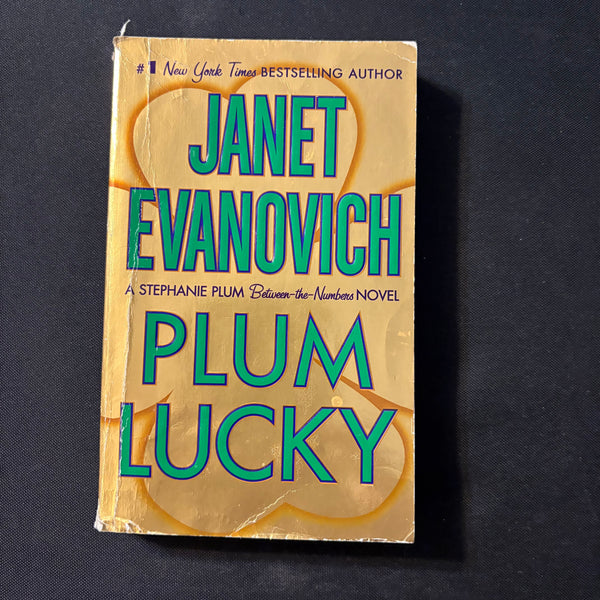 #1 New York Times BESTSELLING AUTHOR
JANET
EVANOVICH
A STEPHANIE PLUM Between-the-Numbers NOVEL
PLUM
LUCKY